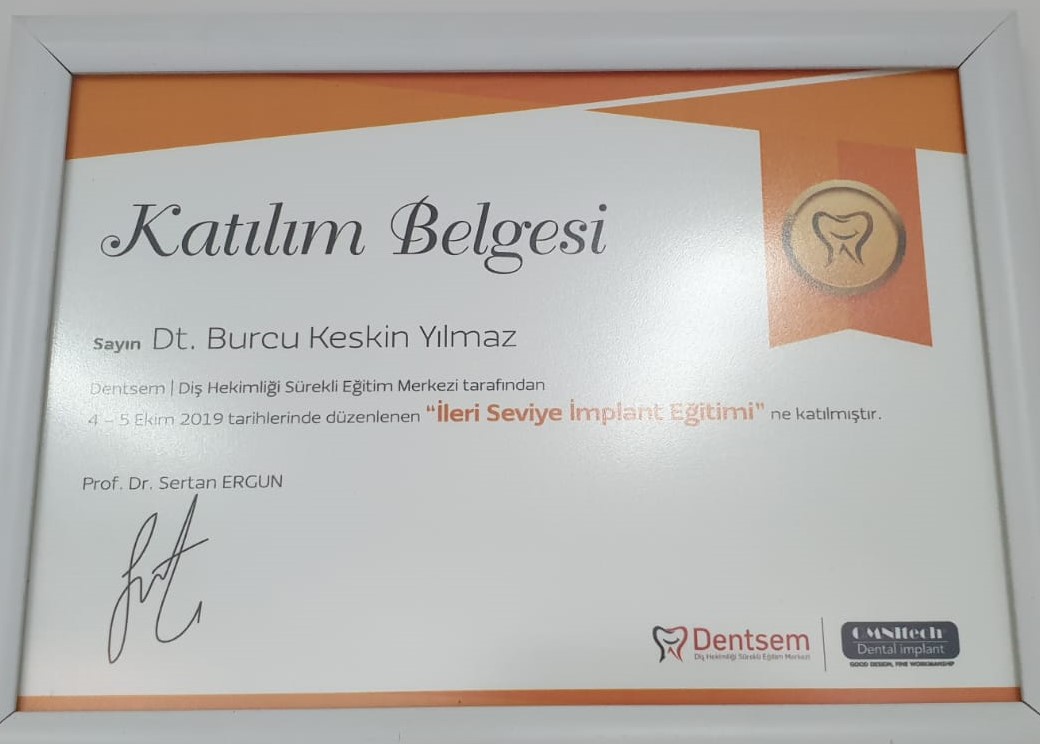 Katılım Belgesi
Sayın Dt. Burcu Keskin Yılmaz
Dentsem | Diş Hekimliği Sürekli Eğitim Merkezi tarafından
4 – 5 Ekim 2019 tarihlerinde düzenlenen “İleri Seviye İmplant Eğitimi” ne katılmıştır.
Prof. Dr. Sertan ERGUN
Dentsem
Diş Hekimliği Sürekli Eğitim Merkezi
OMNItech
Dental implant
GOOD DESIGN, FINE WORKMANSHIP